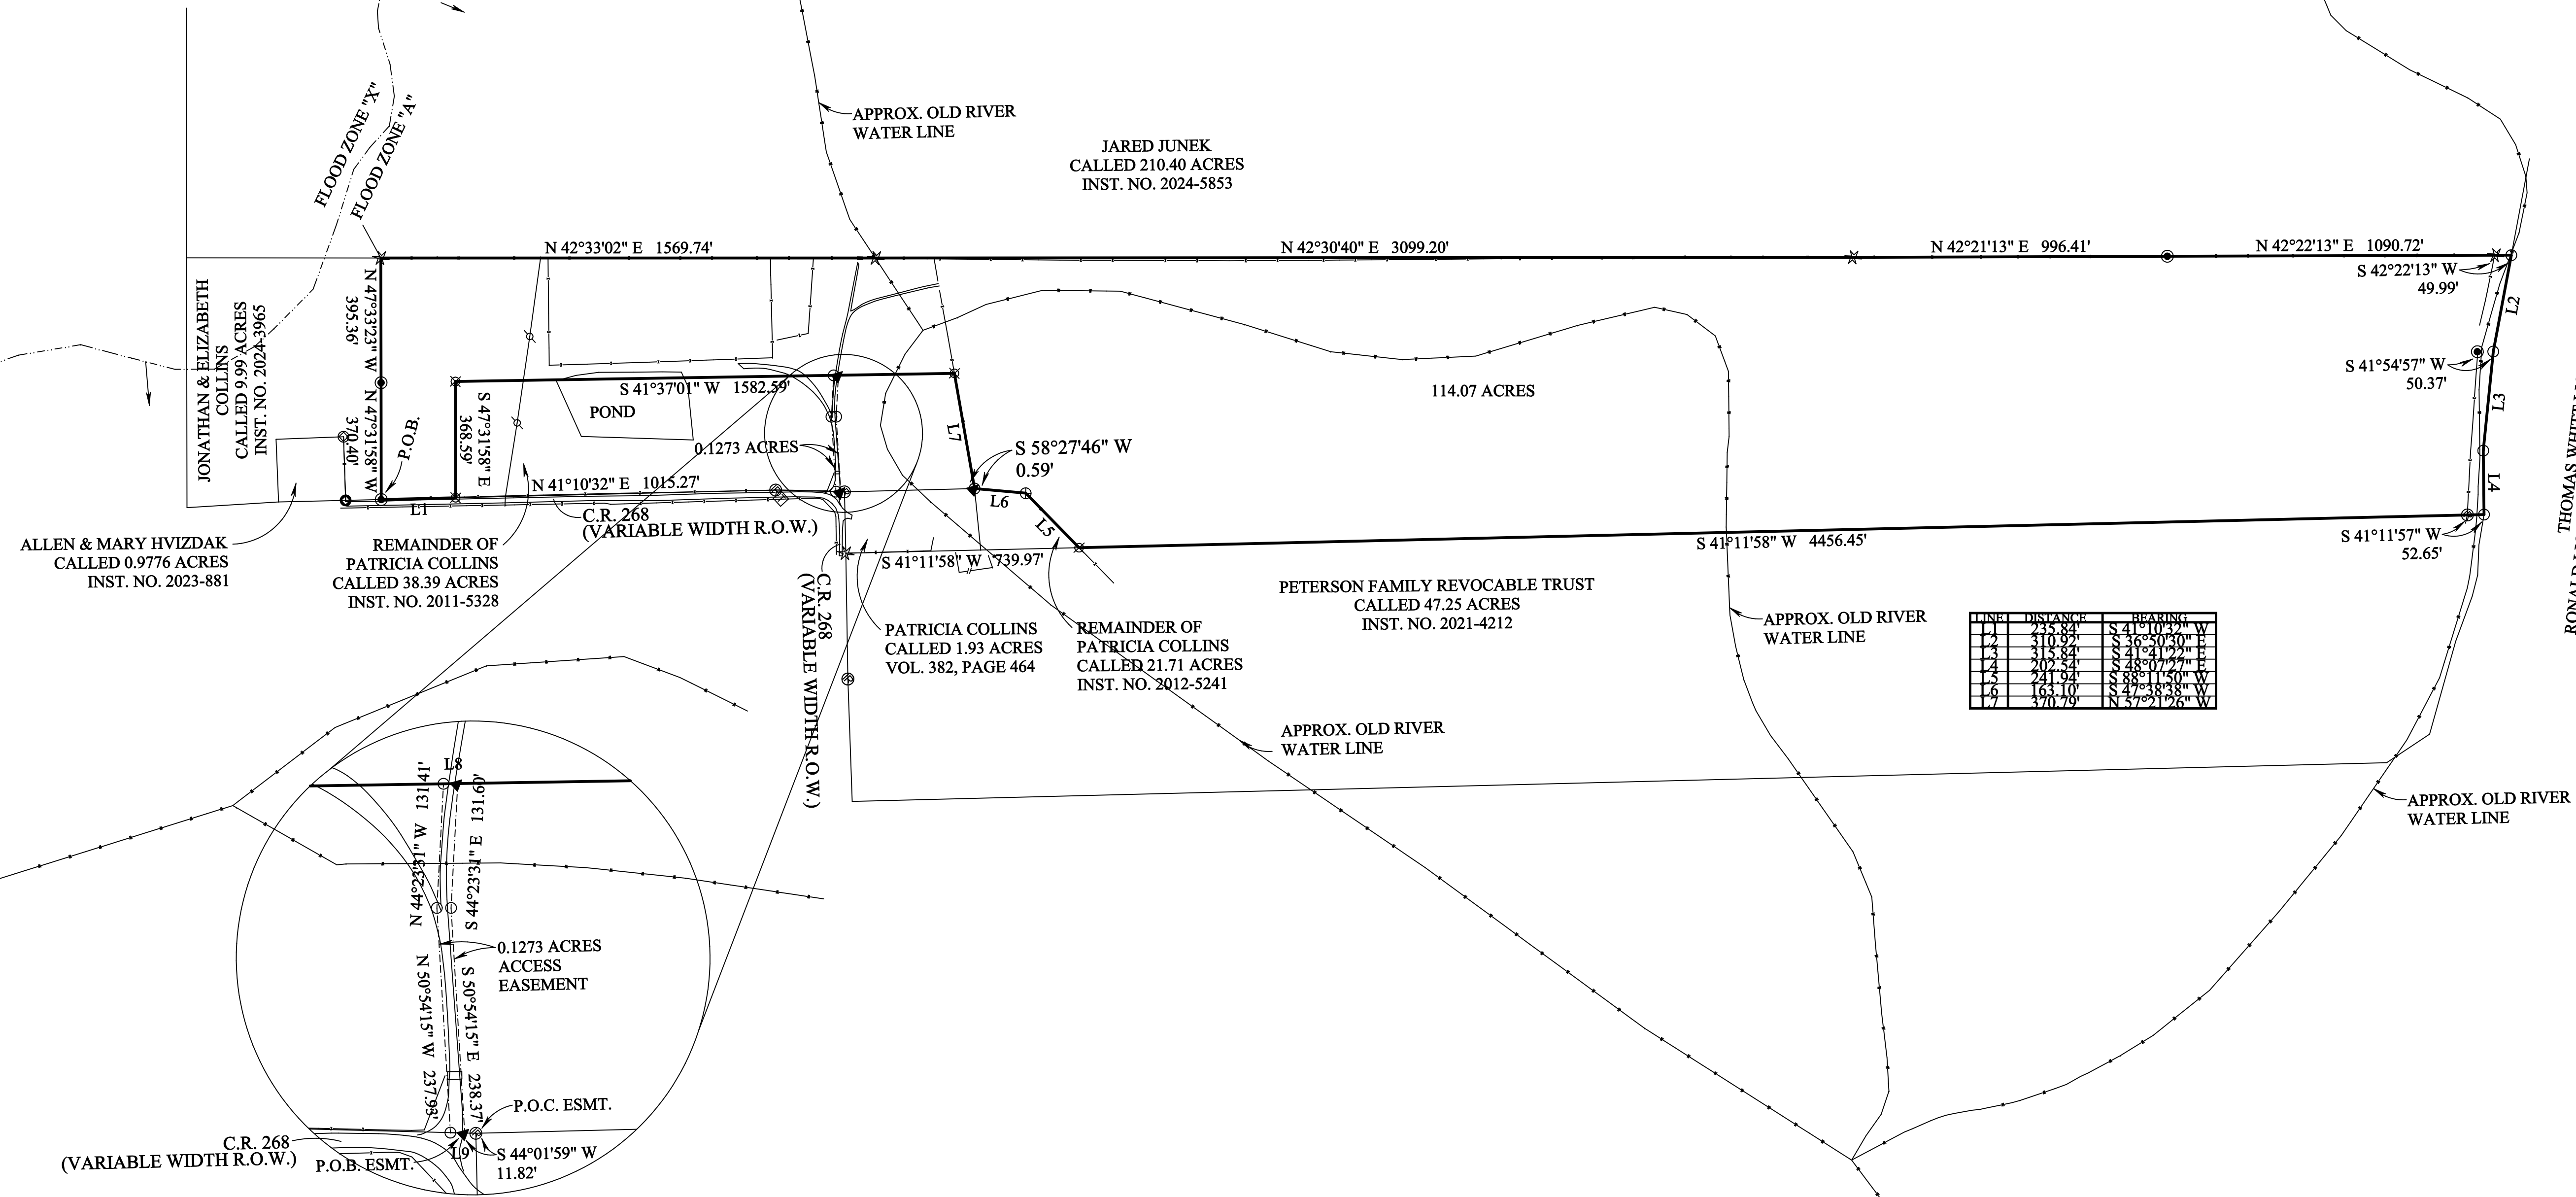 FLOOD ZONE "X"
FLOOD ZONE "A"
APPROX. OLD RIVER
WATER LINE
JARED JUNEK
CALLED 210.40 ACRES
INST. NO. 2024-5853
N 42°33'02" E 1569.74'
N 42°30'40" E 3099.20'
N 42°21'13" E 996.41'
N 42°22'13" E 1090.72'
S 42°22'13" W
49.99'
L2
S 41°54'57" W
50.37'
L3
L4
S 41°11'57" W
52.65'
JONATHAN & ELIZABETH
COLLINS
CALLED 9.99 ACRES
INST. NO. 2024-3965
N 47°33'23" W
395.36'
N 47°31'58" W
370.40'
P.O.B.
S 47°31'58" E
368.59'
S 41°37'01" W 1582.59'
POND
0.1273 ACRES
L7
S 58°27'46" W
0.59'
L6
L5
114.07 ACRES
N 41°10'32" E 1015.27'
L1
C.R. 268
(VARIABLE WIDTH R.O.W.)
ALLEN & MARY HVIZDAK
CALLED 0.9776 ACRES
INST. NO. 2023-881
REMAINDER OF
PATRICIA COLLINS
CALLED 38.39 ACRES
INST. NO. 2011-5328
S 41°11'58" W 739.97'
S 41°11'58" W 4456.45'
C.R. 268
(VARIABLE WIDTH R.O.W.)
PATRICIA COLLINS
CALLED 1.93 ACRES
VOL. 382, PAGE 464
REMAINDER OF
PATRICIA COLLINS
CALLED 21.71 ACRES
INST. NO. 2012-5241
PETERSON FAMILY REVOCABLE TRUST
CALLED 47.25 ACRES
INST. NO. 2021-4212
APPROX. OLD RIVER
WATER LINE
THOMAS WHITE
LINE DISTANCE BEARING
L1 235.84' S 41°10'32" W
L2 310.92' S 36°50'30" E
L3 315.84' S 41°41'22" E
L4 202.54' S 48°07'27" E
L5 241.94' S 88°11'50" W
L6 163.10' S 47°38'38" W
L7 370.79' N 57°21'26" W
APPROX. OLD RIVER
WATER LINE
APPROX. OLD RIVER
WATER LINE
L8
N 44°23'31" W 131.41'
S 44°23'31" E 131.60'
0.1273 ACRES
ACCESS
EASEMENT
N 50°54'15" W 237.93'
S 50°54'15" E 238.37'
P.O.C. ESMT.
C.R. 268
(VARIABLE WIDTH R.O.W.)
P.O.B. ESMT.
L9
S 44°01'59" W
11.82'